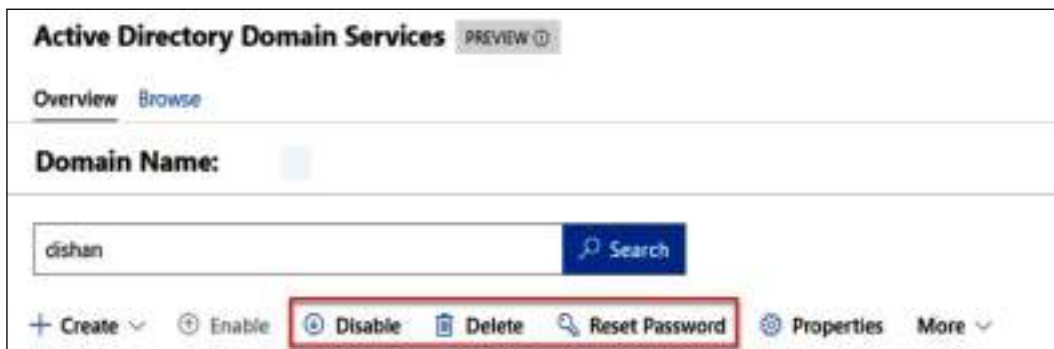 Active Directory Domain Services PREVIEW
Overview Browse
Domain Name:
dishan Search
Create Enable Disable Delete Reset Password Properties More